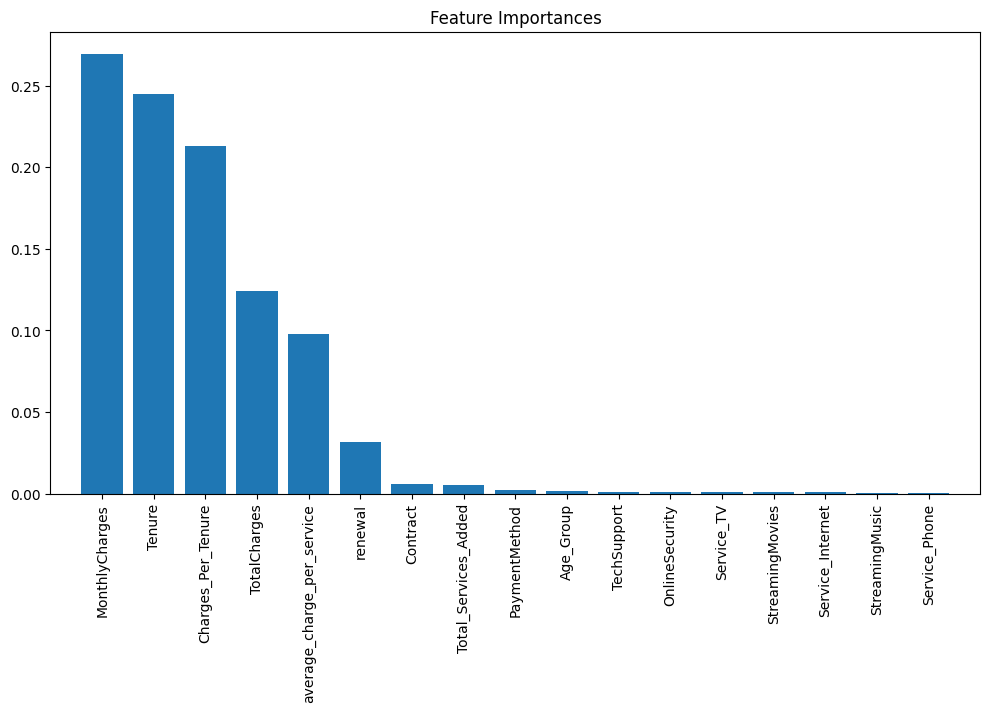 Feature Importances
0.25
0.20
0.15
0.10
0.05
0.00
MonthlyCharges
Tenure
Charges_Per_Tenure
TotalCharges
average_charge_per_service
renewal
Contract
Total_Services_Added
PaymentMethod
Age_Group
TechSupport
OnlineSecurity
Service_TV
StreamingMovies
Service_Internet
StreamingMusic
Service_Phone